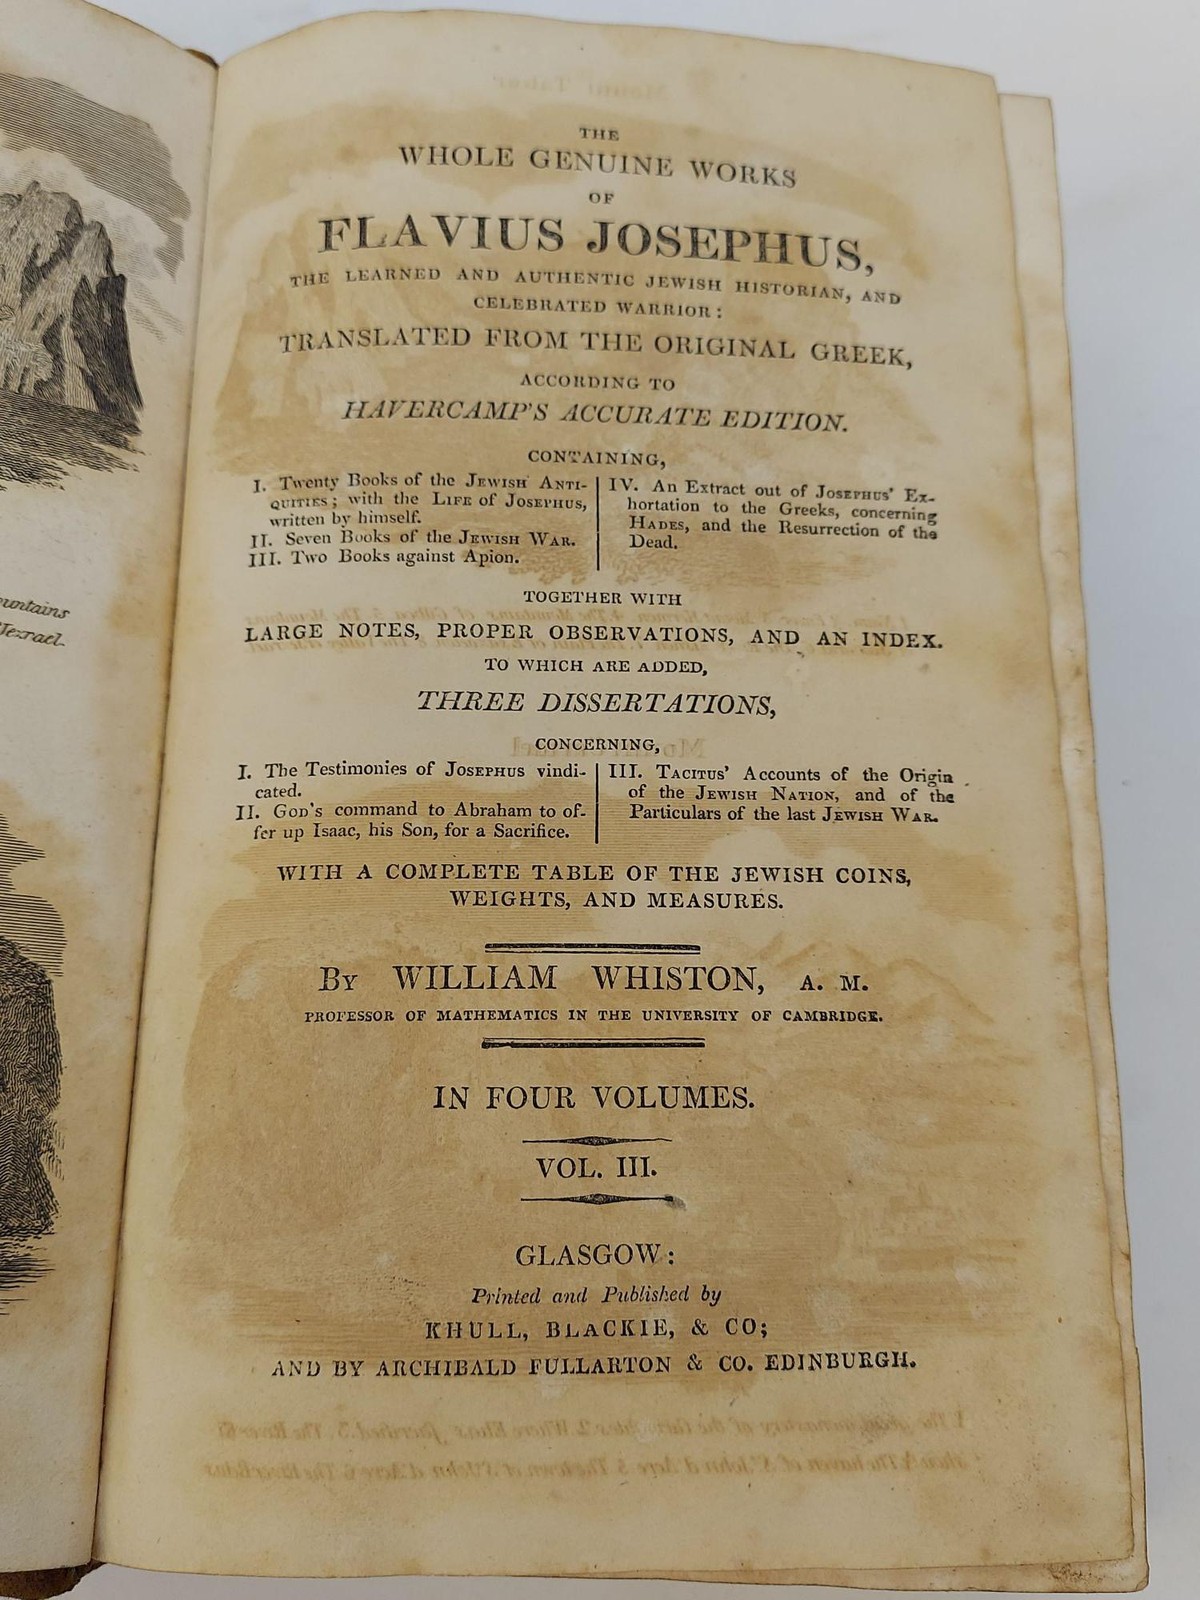 THE
WHOLE GENUINE WORKS
OF
FLAVIUS JOSEPHUS,
THE LEARNED AND AUTHENTIC JEWISH HISTORIAN, AND
CELEBRATED WARRIOR:
TRANSLATED FROM THE ORIGINAL GREEK,
ACCORDING TO
HAVERCAMP'S ACCURATE EDITION.
CONTAINING,
I. Twenty Books of the JEWISH ANTI-
QUITIES; with the LIFE of JOSEPHUS,
written by himself.
II. Seven Books of the JEWISH WAR.
III. Two Books against Apion.
IV. An Extract out of JOSEPHUS' Ex-
hortation to the Greeks, concerning
HADES, and the Resurrection of the
Dead.
TOGETHER WITH
LARGE NOTES, PROPER OBSERVATIONS, AND AN INDEX.
TO WHICH ARE ADDED,
THREE DISSERTATIONS,
CONCERNING,
I. The Testimonies of JOSEPHUS vindi-
cated.
II. GOD's command to Abraham to of-
fer up Isaac, his Son, for a Sacrifice.
III. TACITUS' Accounts of the Origin
of the JEWISH NATION, and of the
Particulars of the last JEWISH WAR.
WITH A COMPLETE TABLE OF THE JEWISH COINS,
WEIGHTS, AND MEASURES.
BY WILLIAM WHISTON, A. M.
PROFESSOR OF MATHEMATICS IN THE UNIVERSITY OF CAMBRIDGE.
IN FOUR VOLUMES.
VOL. III.
GLASGOW:
Printed and Published by
KHULL, BLACKIE, & CO;
AND BY ARCHIBALD FULLARTON & CO. EDINBURGH.